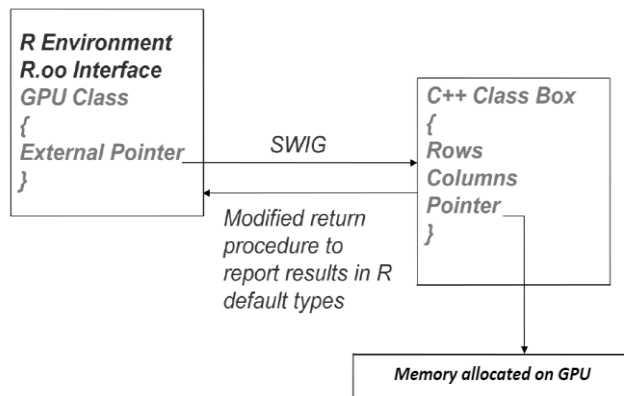 R Environment
R.oo Interface
GPU Class
{
External Pointer
}
SWIG
Modified return
procedure to
report results in R
default types
C++ Class Box
{
Rows
Columns
Pointer
}
Memory allocated on GPU